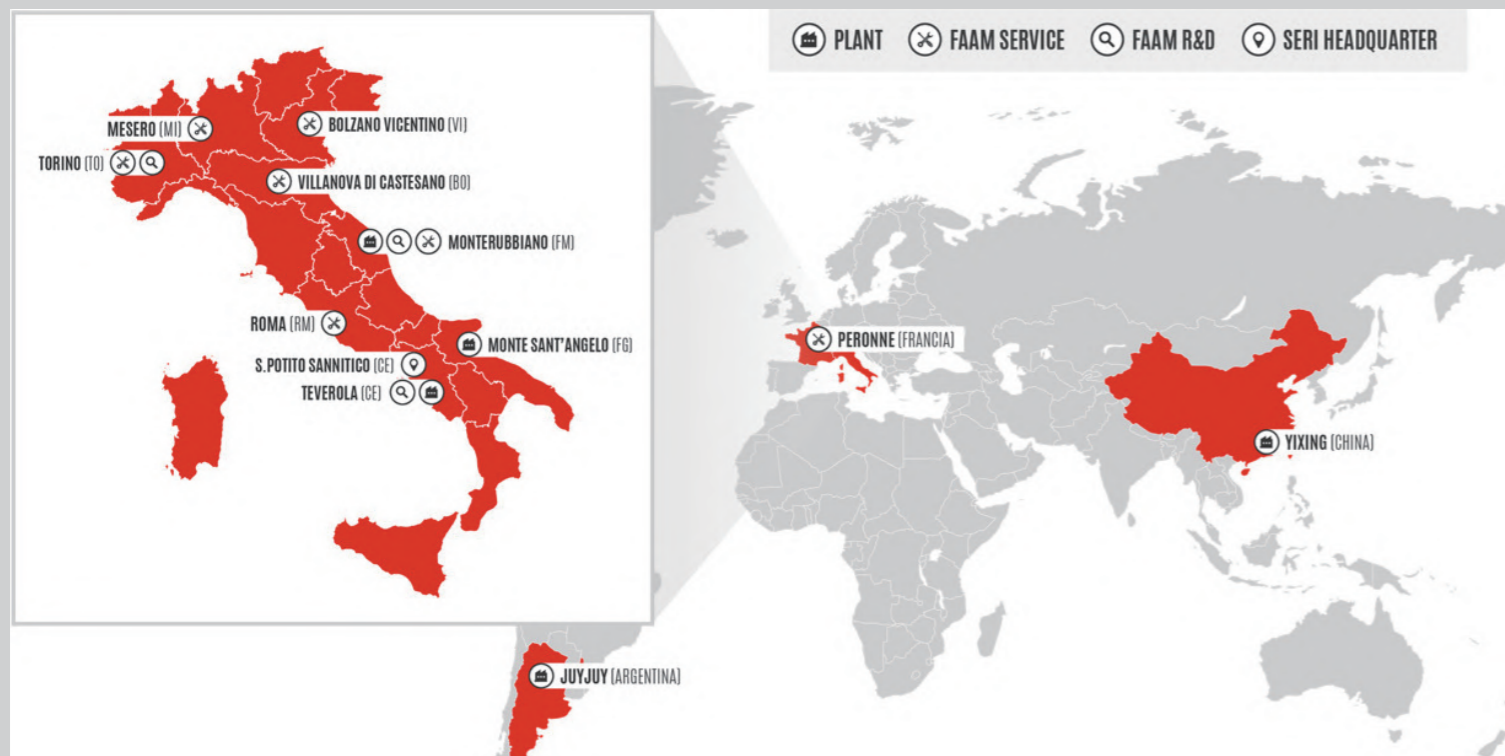 PLANT FAAM SERVICE FAAM R&D SERI HEADQUARTER
MESERO (MI)
BOLZANO VICENTINO (VI)
TORINO (TO)
VILLANOVA DI CASTESANO (BO)
MONTERUBBIANO (FM)
ROMA (RM)
MONTE SANT'ANGELO (FG)
S.POTITO SANNITICO (CE)
TEVEROLA (CE)
PERONNE (FRANCIA)
YIXING (CHINA)
JUYJUY (ARGENTINA)